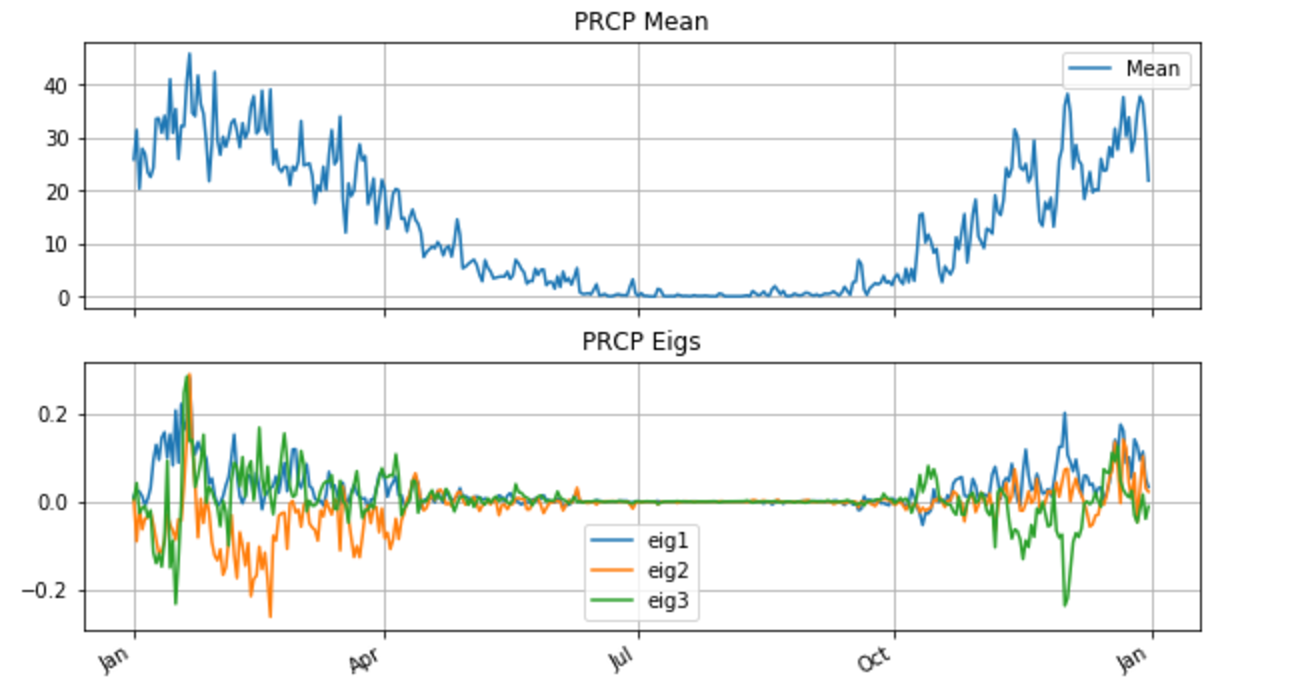 PRCP Mean
40
30
20
10
0
Mean
PRCP Eigs
0.2
0.0
−0.2
eig1
eig2
eig3
Jan
Apr
Jul
Oct
Jan